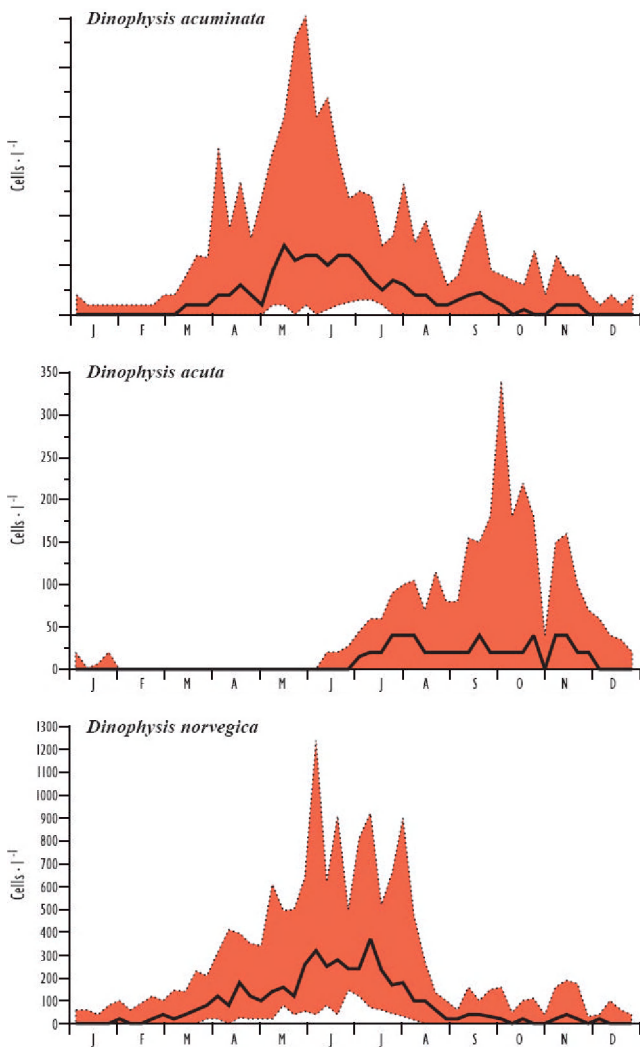 Dinophysis acuminata
Cells · l⁻¹
J F M A M J J A S O N D
Dinophysis acuta
350
300
250
200
150
100
50
0
Cells · l⁻¹
J F M A M J J A S O N D
Dinophysis norvegica
1300
1200
1100
1000
900
800
700
600
500
400
300
200
100
0
Cells · l⁻¹
J F M A M J J A S O N D